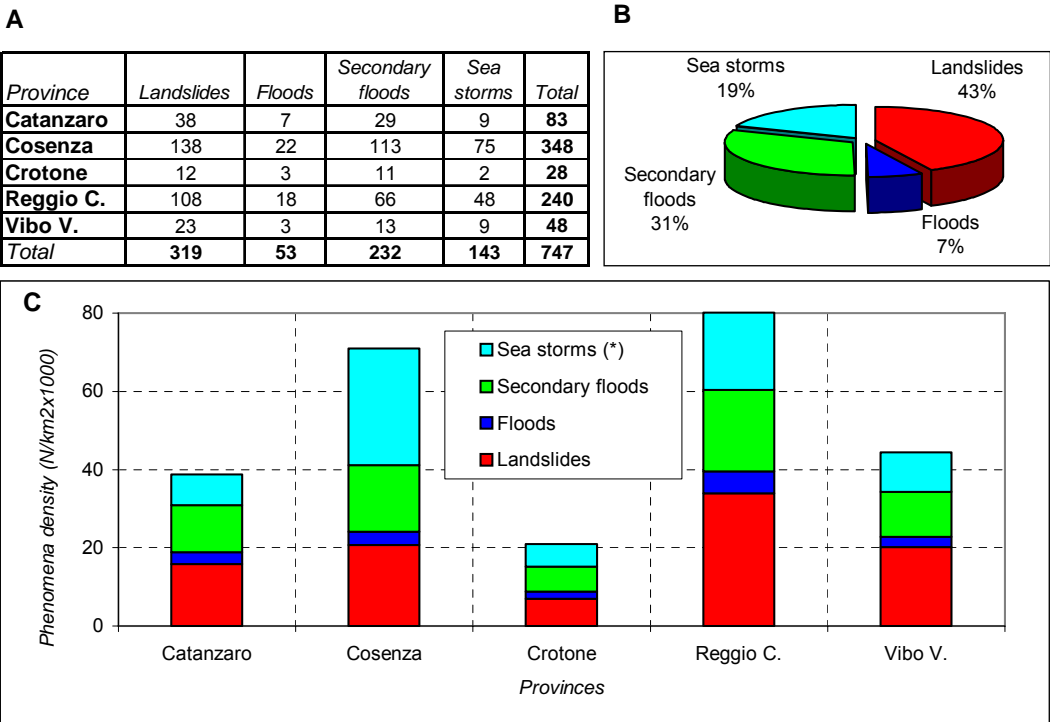 A
Province Landslides Floods Secondary floods Sea storms Total
Catanzaro 38 7 29 9 83
Cosenza 138 22 113 75 348
Crotone 12 3 11 2 28
Reggio C. 108 18 66 48 240
Vibo V. 23 3 13 9 48
Total 319 53 232 143 747
B
Sea storms
19%
Landslides
43%
Secondary
floods
31%
Floods
7%
C
Phenomena density (N/km2x1000)
80
60
40
20
0
Sea storms (*)
Secondary floods
Floods
Landslides
Catanzaro Cosenza Crotone Reggio C. Vibo V.
Provinces